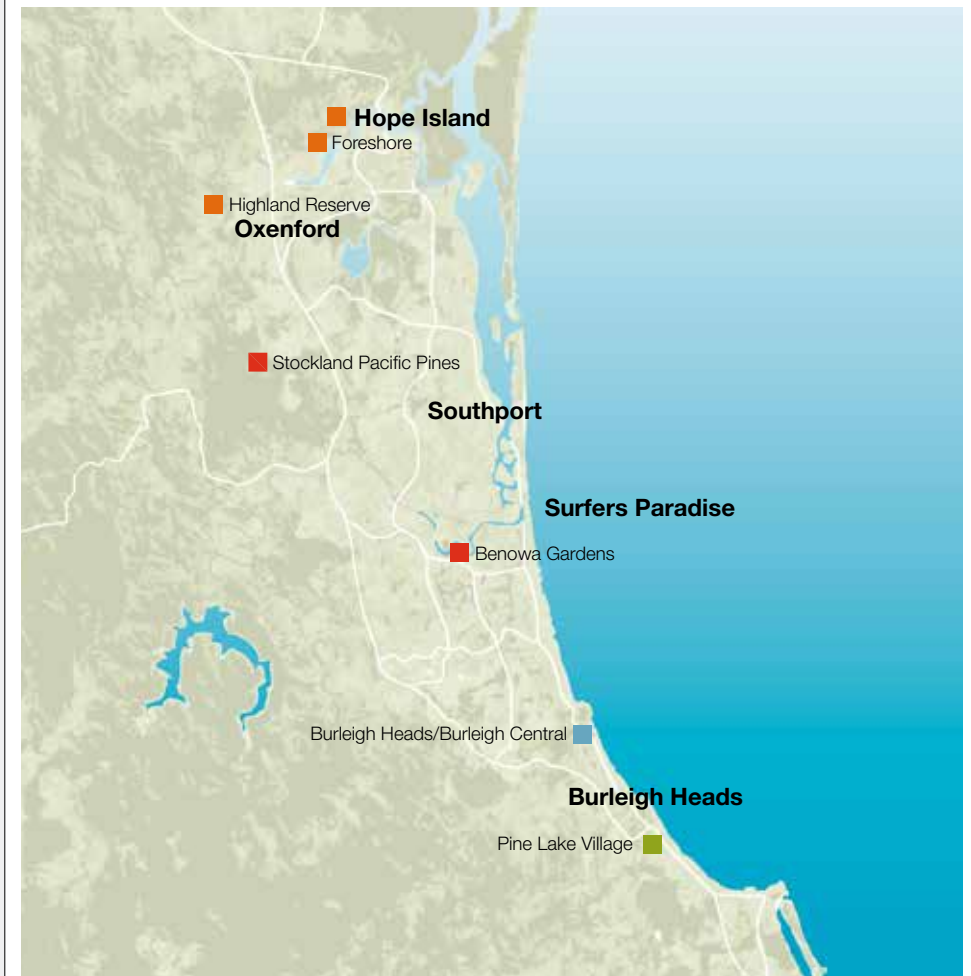 Hope Island
Foreshore
Highland Reserve
Oxenford
Stockland Pacific Pines
Southport
Surfers Paradise
Benowa Gardens
Burleigh Heads/Burleigh Central
Burleigh Heads
Pine Lake Village